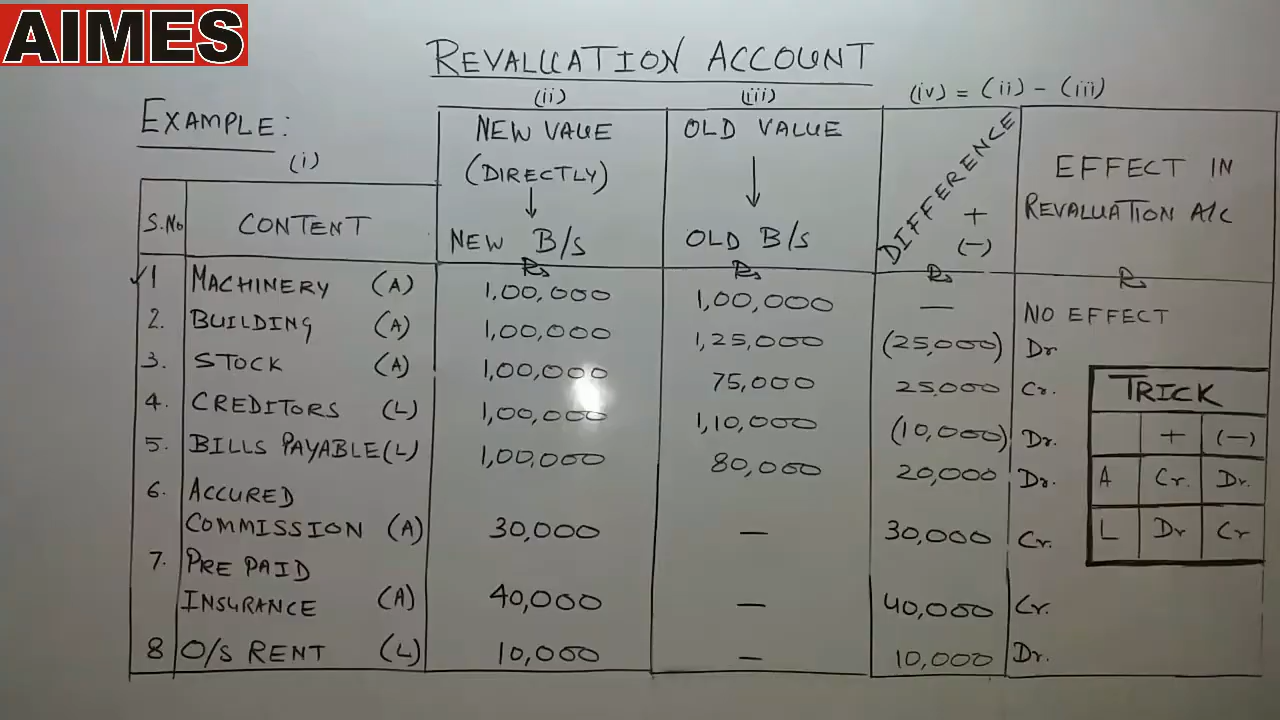 AIMES
REVALUATION ACCOUNT
EXAMPLE:
(i) (ii) (iii) (iv) = (ii) - (iii)
S.No CONTENT NEW VAUE (DIRECTLY) NEW B/S OLD VALUE OLD B/S DIFFERENCE + (-) EFFECT IN REVALUATION A/C
Rs Rs Rs R
1 MACHINERY (A) 1,00,000 1,00,000 — NO EFFECT
2. BUILDING (A) 1,00,000 1,25,000 (25,000) Dr
3. STOCK (A) 1,00,000 75,000 25,000 Cr.
4. CREDITORS (L) 1,00,000 1,10,000 (10,000) Dr.
5. BILLS PAYABLE (L) 1,00,000 80,000 20,000 Dr.
6. ACCURED
COMMISSION (A) 30,000 — 30,000 Cr.
7. PRE PAID
INSURANCE (A) 40,000 — 40,000 Cr.
8 O/S RENT (L) 10,000 — 10,000 Dr.
TRICK
+ (-)
A Cr. Dr.
L Dr Cr